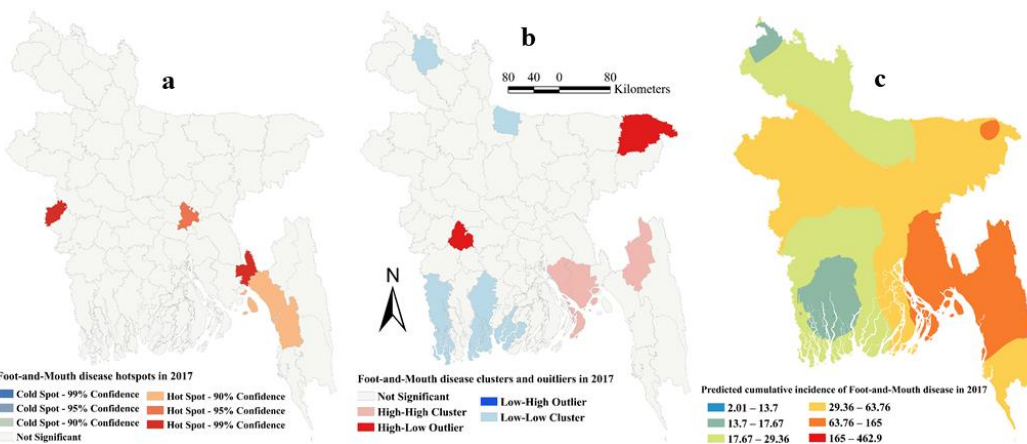 a
b
c
80 40 0 80
Kilometers
N
Foot-and-Mouth disease hotspots in 2017
Cold Spot - 99% Confidence
Cold Spot - 95% Confidence
Cold Spot - 90% Confidence
Not Significant
Hot Spot - 90% Confidence
Hot Spot - 95% Confidence
Hot Spot - 99% Confidence
Foot-and-Mouth disease clusters and ouitliers in 2017
Not Significant
High-High Cluster
High-Low Outlier
Low-High Outlier
Low-Low Cluster
Predicted cumulative incidence of Foot-and-Mouth disease in 2017
2.01 – 13.7
13.7 – 17.67
17.67 – 29.36
29.36 – 63.76
63.76 – 165
165 – 462.9